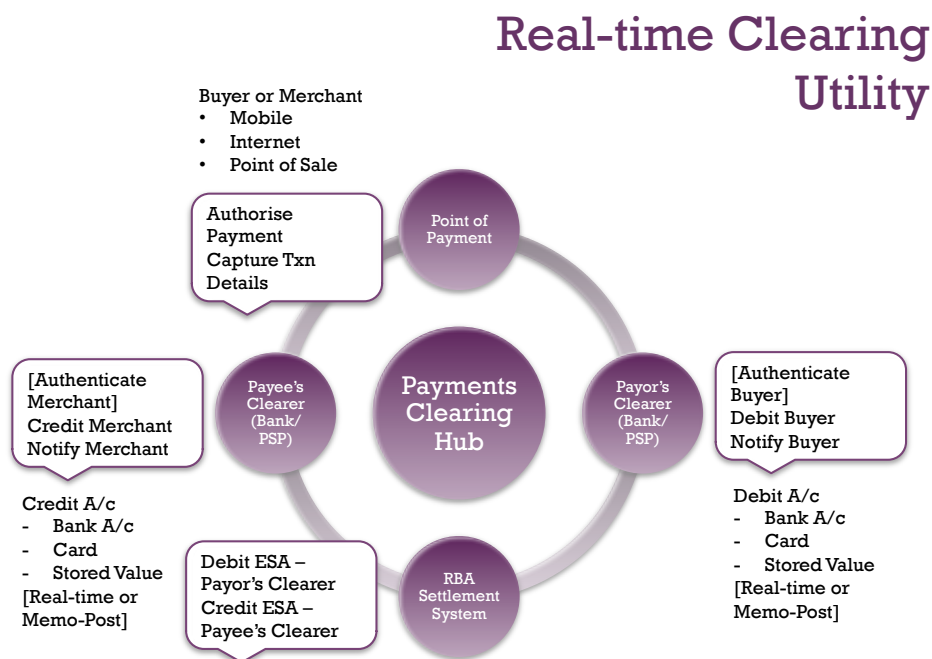 Real-time Clearing
Utility
Buyer or Merchant
• Mobile
• Internet
• Point of Sale
Authorise
Payment
Capture Txn
Details
Point of
Payment
[Authenticate
Merchant]
Credit Merchant
Notify Merchant
Payee's
Clearer
(Bank/
PSP)
Payments
Clearing
Hub
Payor's
Clearer
(Bank/
PSP)
[Authenticate
Buyer]
Debit Buyer
Notify Buyer
Credit A/c
- Bank A/c
- Card
- Stored Value
[Real-time or
Memo-Post]
Debit ESA –
Payor's Clearer
Credit ESA –
Payee's Clearer
RBA
Settlement
System
Debit A/c
- Bank A/c
- Card
- Stored Value
[Real-time or
Memo-Post]